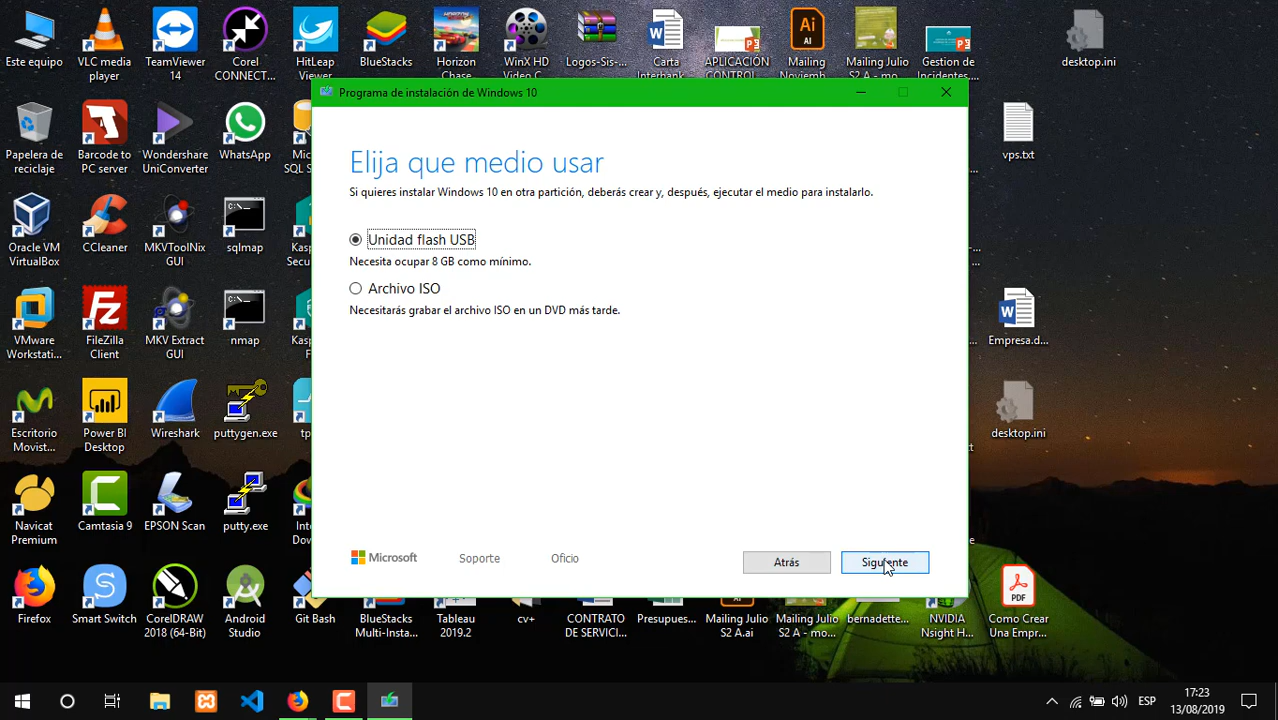 Este equipo
VLC media
player
TeamViewer
14
Corel
CONNECT...
HitLeap
Viewer
BlueStacks
Horizon
Chase
WinX HD
Video C...
Logos-Sis-...
Carta
Interbank
APLICACIÓN
CONTROL
Ai
AI
Mailing
Noviemb...
Mailing Julio
S2 A - mo...
Gestion de
Incidentes...
desktop.ini
Programa de instalación de Windows 10
Elija que medio usar
Si quieres instalar Windows 10 en otra partición, deberás crear y, después, ejecutar el medio para instalarlo.
Unidad flash USB
Necesita ocupar 8 GB como mínimo.
Archivo ISO
Necesitarás grabar el archivo ISO en un DVD más tarde.
Microsoft
Soporte
Oficio
Atrás
Siguiente
Papelera de
reciclaje
Barcode to
PC server
Wondershare
UniConverter
WhatsApp
Mic
SQL S
vps.txt
Oracle VM
VirtualBox
CCleaner
MKVToolNix
GUI
sqlmap
Kasp
Secu
VMware
Workstati...
FileZilla
Client
MKV Extract
GUI
nmap
Kasp
Empresa.d...
Escritorio
Movist...
Power BI
Desktop
Wireshark
puttygen.exe
tp
desktop.ini
Navicat
Premium
Camtasia 9
EPSON Scan
putty.exe
Inte
Do
Firefox
Smart Switch
CorelDRAW
2018 (64-Bit)
Android
Studio
Git Bash
BlueStacks
Multi-Insta...
Tableau
2019.2
cv+
CONTRATO
DE SERVICI...
Presupues...
Mailing Julio
S2 A.ai
Mailing Julio
S2 A - mo...
bernadette...
NVIDIA
Nsight H...
PDF
Como Crear
Una Empr...
ESP
17:23
13/08/2019